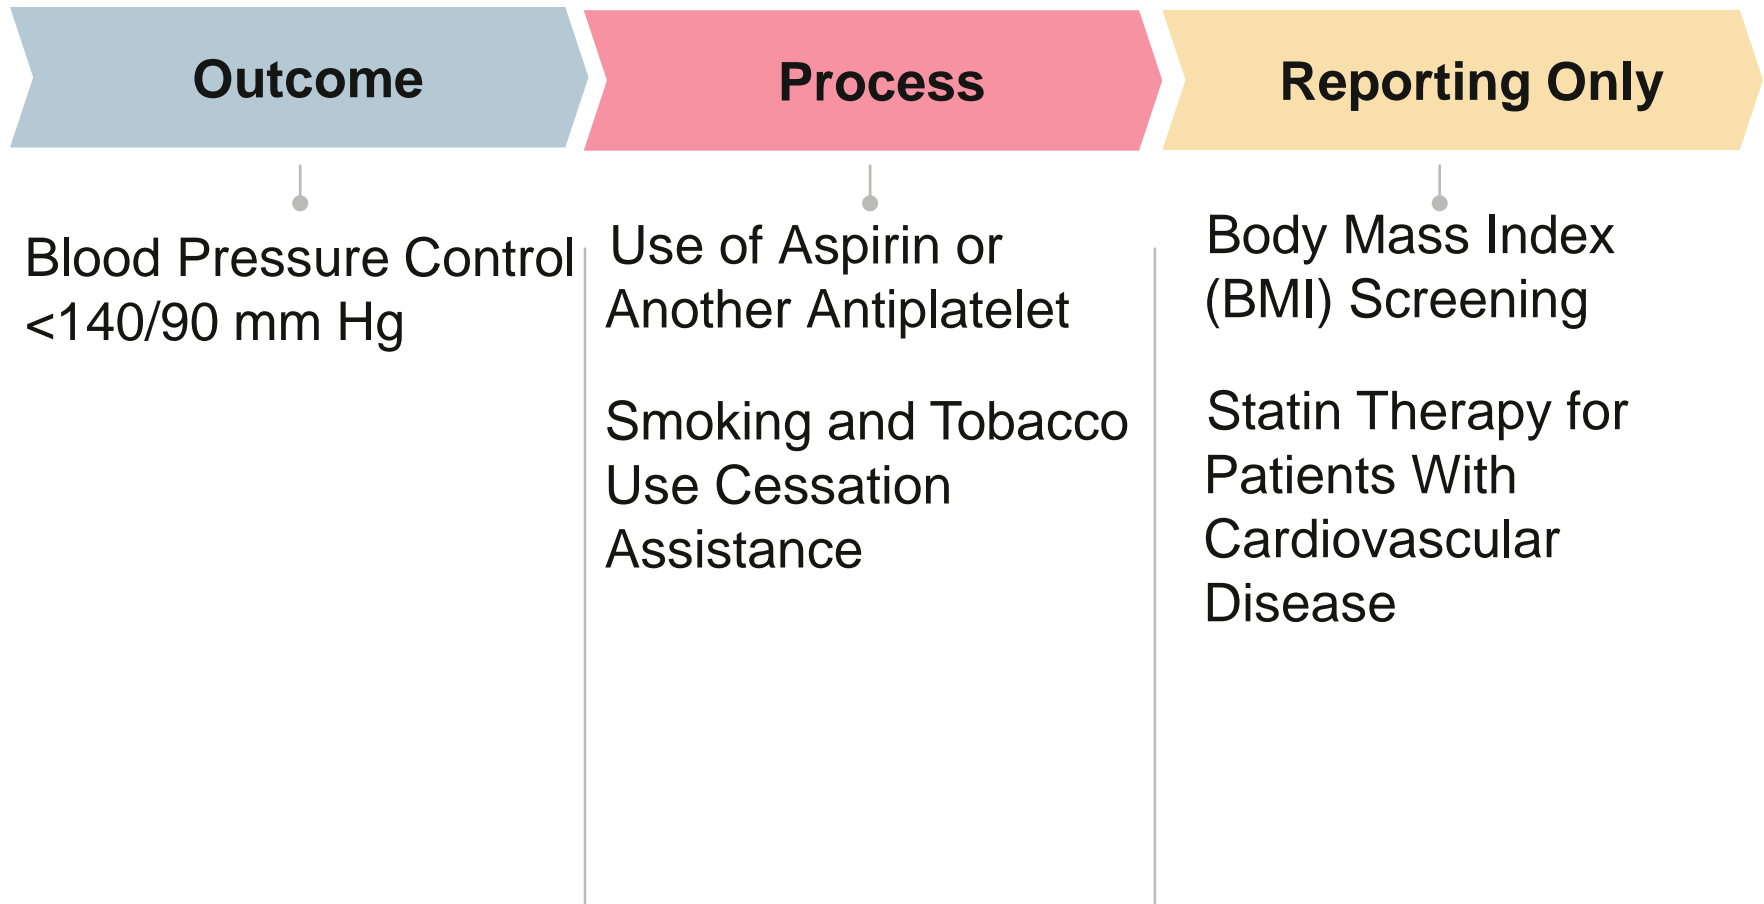 Outcome
Process
Reporting Only
Blood Pressure Control
<140/90 mm Hg
Use of Aspirin or
Another Antiplatelet
Smoking and Tobacco
Use Cessation
Assistance
Body Mass Index
(BMI) Screening
Statin Therapy for
Patients With
Cardiovascular
Disease